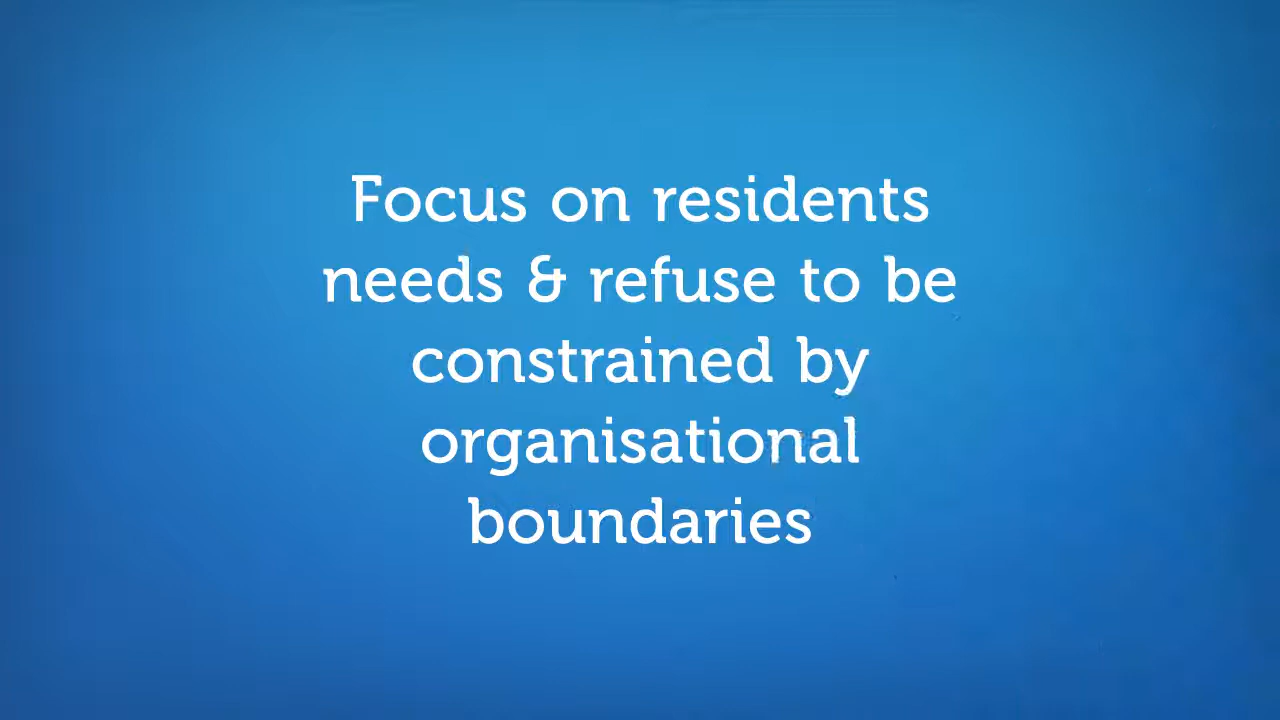 Focus on residents
needs & refuse to be
constrained by
organisational
boundaries